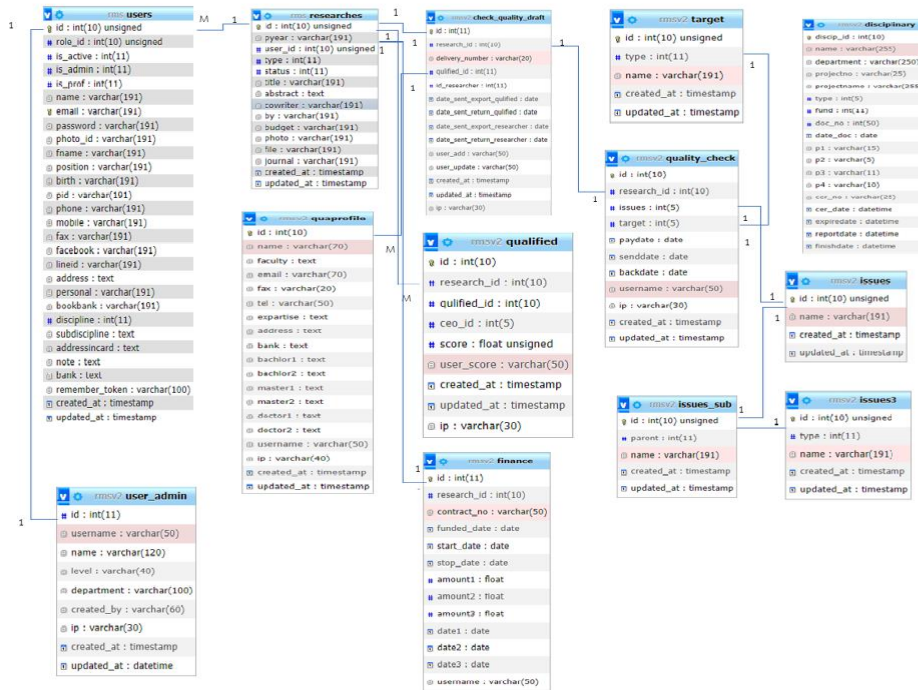 rms users
id : int(10) unsigned
role_id : int(10) unsigned
is_active : int(11)
is_admin : int(11)
is_prnf : int(11)
name : varchar(191)
email : varchar(191)
password : varchar(191)
photo_id : varchar(191)
fname : varchar(191)
position : varchar(191)
birth : varchar(191)
pid : varchar(191)
phone : varchar(191)
mobile : varchar(191)
fax : varchar(191)
facebook : varchar(191)
lineid : varchar(191)
address : text
personal : varchar(191)
bookbank : varchar(191)
discipline : int(11)
subdiscipline : text
addressincard : text
note : text
bank : text
remember_token : varchar(100)
created_at : timestamp
updated_at : timestamp
1
M
1
rms researches
id : int(10) unsigned
pyear : varchar(191)
user_id : int(10) unsigned
type : int(11)
status : int(11)
title : varchar(191)
abstract : text
cowriter : varchar(191)
by : varchar(191)
budget : varchar(191)
photo : varchar(191)
file : varchar(191)
journal : varchar(191)
created_at : timestamp
updated_at : timestamp
1
1
1
1
rmsv2 check_quality_draft
id : int(11)
research_id : int(10)
delivery_number : varchar(20)
qulified_id : int(11)
id_researcher : int(11)
date_sent_export_qulified : date
date_sent_return_qulified : date
date_sent_export_researcher : date
date_sent_return_researcher : date
user_add : varchar(50)
user_update : varchar(50)
created_at : timestamp
updated_at : timestamp
ip : varchar(30)
1
1
rmsv2 target
id : int(10) unsigned
type : int(11)
name : varchar(191)
created_at : timestamp
updated_at : timestamp
1
rmsv2 disciplinary
discip_id : int(10)
name : varchar(255)
department : varchar(250)
projectno : varchar(25)
projectname : varchar(255
type : int(5)
fund : int(11)
doc_no : int(50)
date_doc : date
p1 : varchar(15)
p2 : varchar(5)
p3 : varchar(11)
p4 : varchar(10)
cer_no : varchar(25)
cer_date : datetime
expiredate : datetime
reportdate : datetime
finishdate : datetime
rmsv2 quality_check
id : int(10)
research_id : int(10)
issues : int(5)
target : int(5)
paydate : date
senddate : date
backdate : date
username : varchar(50)
ip : varchar(30)
created_at : timestamp
updated_at : timestamp
1
1
1
rmsv2 quaprofile
id : int(10)
name : varchar(70)
faculty : text
email : varchar(70)
fax : varchar(20)
tel : varchar(50)
expartise : text
address : text
bank : text
bachlor1 : text
bachlor2 : text
master1 : text
master2 : text
doctor1 : text
doctor2 : text
username : varchar(50)
ip : varchar(40)
created_at : timestamp
updated_at : timestamp
M
M
rmsv2 qualified
id : int(10)
research_id : int(10)
qulified_id : int(10)
ceo_id : int(5)
score : float unsigned
user_score : varchar(50)
created_at : timestamp
updated_at : timestamp
ip : varchar(30)
rmsv2 issues
id : int(10) unsigned
name : varchar(191)
created_at : timestamp
updated_at : timestamp
1
1
rmsv2 issues_sub
id : int(10) unsigned
parent : int(11)
name : varchar(191)
created_at : timestamp
updated_at : timestamp
1
1
1
rmsv2 issues3
id : int(10) unsigned
type : int(11)
name : varchar(191)
created_at : timestamp
updated_at : timestamp
1
rmsv2 user_admin
id : int(11)
username : varchar(50)
name : varchar(120)
level : varchar(40)
department : varchar(100)
created_by : varchar(60)
ip : varchar(30)
created_at : timestamp
updated_at : datetime
1
rmsv2 finance
id : int(11)
research_id : int(10)
contract_no : varchar(50)
funded_date : date
start_date : date
stop_date : date
amount1 : float
amount2 : float
amount3 : float
date1 : date
date2 : date
date3 : date
username : varchar(50)